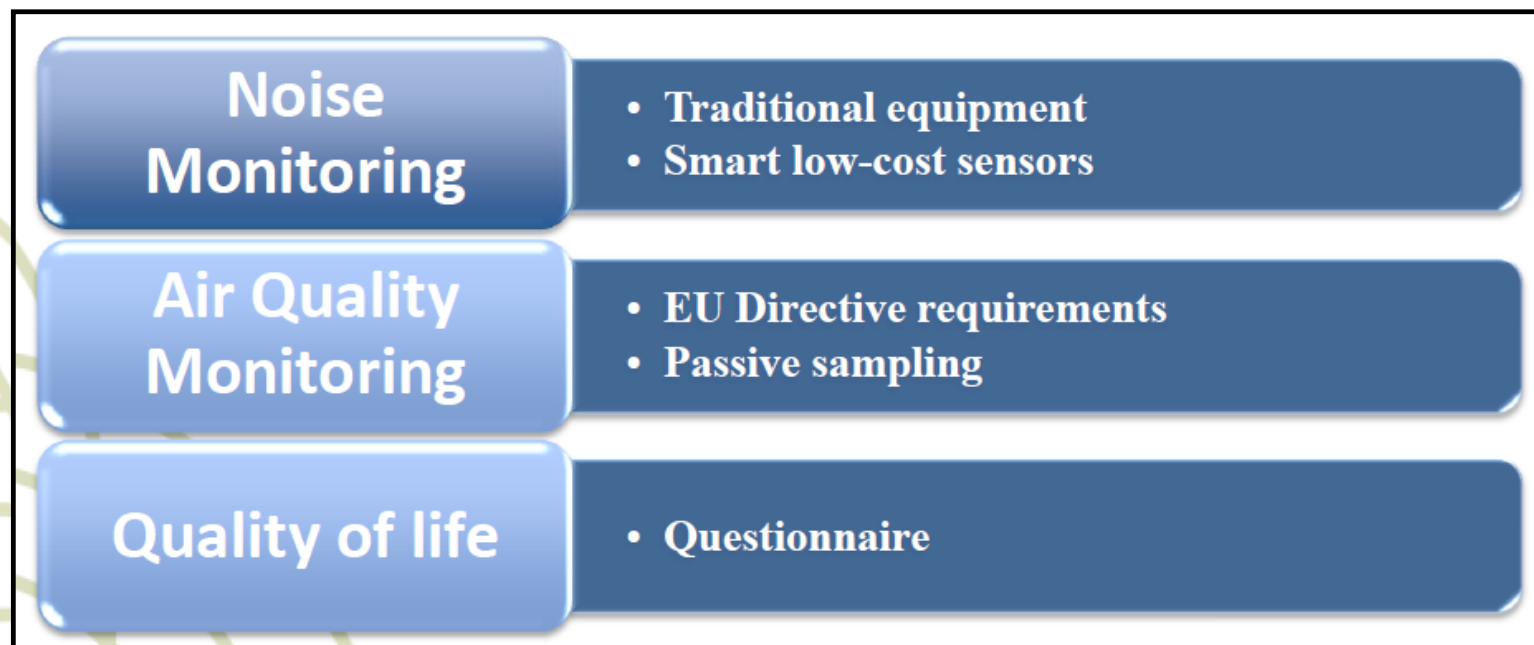 Noise
Monitoring
• Traditional equipment
• Smart low-cost sensors
Air Quality
Monitoring
• EU Directive requirements
• Passive sampling
Quality of life
• Questionnaire